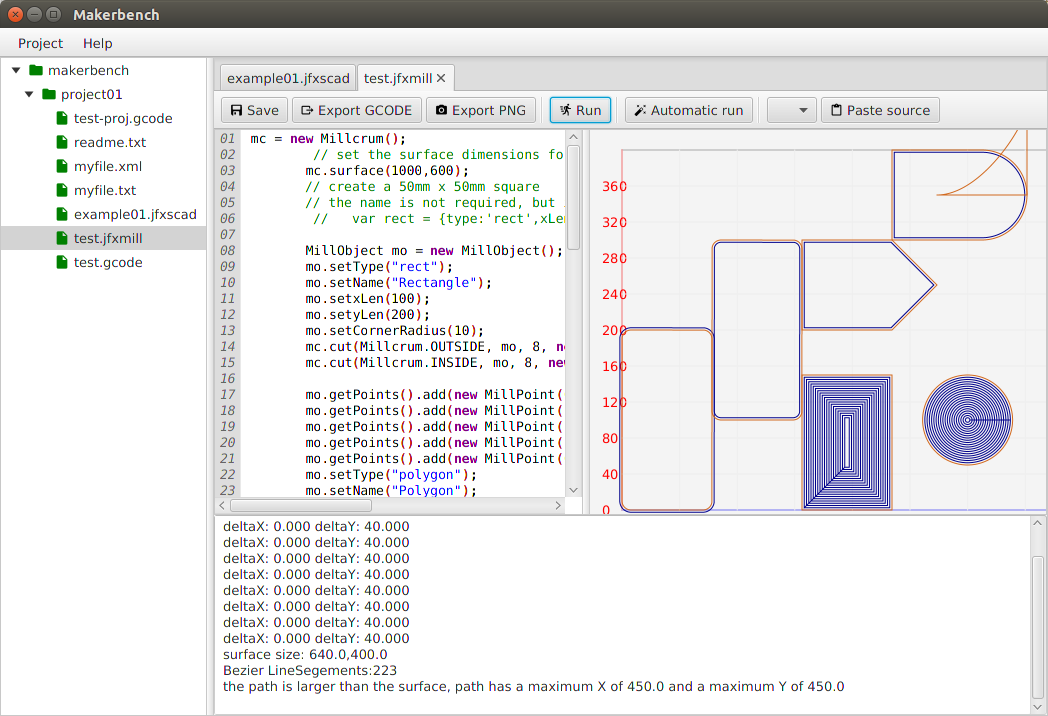 Makerbench
Project Help
makerbench
project01
test-proj.gcode
readme.txt
myfile.xml
myfile.txt
example01.jfxscad
test.jfxmill
test.gcode
example01.jfxscad test.jfxmill
Save Export GCODE Export PNG Run Automatic run Paste source
01 mc = new Millcrum();
02 // set the surface dimensions fo
03 mc.surface(1000,600);
04 // create a 50mm x 50mm square
05 // the name is not required, but
06 // var rect = {type:'rect',xLen
07
08 MillObject mo = new MillObject();
09 mo.setType("rect");
10 mo.setName("Rectangle");
11 mo.setxLen(100);
12 mo.setyLen(200);
13 mo.setCornerRadius(10);
14 mc.cut(Millcrum.OUTSIDE, mo, 8, n
15 mc.cut(Millcrum.INSIDE, mo, 8, new
16
17 mo.getPoints().add(new MillPoint(
18 mo.getPoints().add(new MillPoint(
19 mo.getPoints().add(new MillPoint(
20 mo.getPoints().add(new MillPoint(
21 mo.getPoints().add(new MillPoint(
22 mo.setType("polygon");
23 mo.setName("Polygon");
360
320
280
240
200
160
120
80
40
0
deltaX: 0.000 deltaY: 40.000
deltaX: 0.000 deltaY: 40.000
deltaX: 0.000 deltaY: 40.000
deltaX: 0.000 deltaY: 40.000
deltaX: 0.000 deltaY: 40.000
deltaX: 0.000 deltaY: 40.000
deltaX: 0.000 deltaY: 40.000
deltaX: 0.000 deltaY: 40.000
surface size: 640.0,400.0
Bezier LineSegements:223
the path is larger than the surface, path has a maximum X of 450.0 and a maximum Y of 450.0